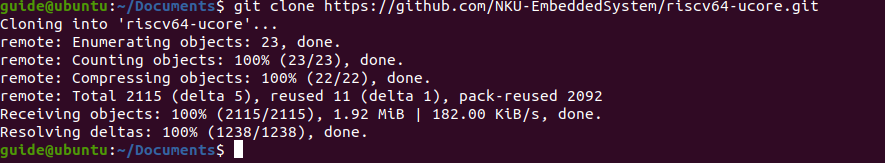 guide@ubuntu:~/Documents$ git clone https://github.com/NKU-EmbeddedSystem/riscv64-ucore.git
Cloning into 'riscv64-ucore'...
remote: Enumerating objects: 23, done.
remote: Counting objects: 100% (23/23), done.
remote: Compressing objects: 100% (22/22), done.
remote: Total 2115 (delta 5), reused 11 (delta 1), pack-reused 2092
Receiving objects: 100% (2115/2115), 1.92 MiB | 182.00 KiB/s, done.
Resolving deltas: 100% (1238/1238), done.
guide@ubuntu:~/Documents$